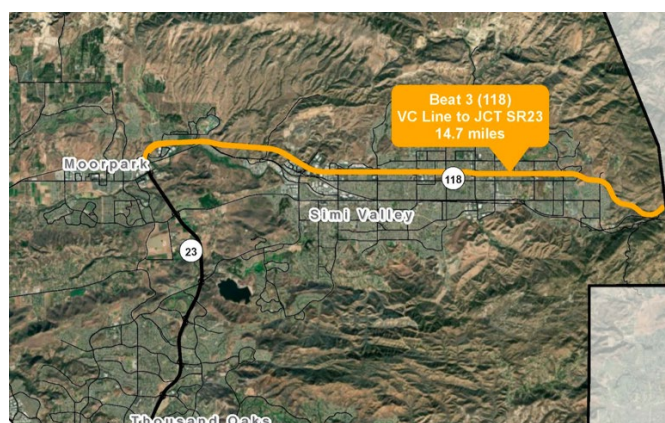 Beat 3 (118)
VC Line to JCT SR23
14.7 miles
Moorpark
118
Simi Valley
23
Thousand Oaks